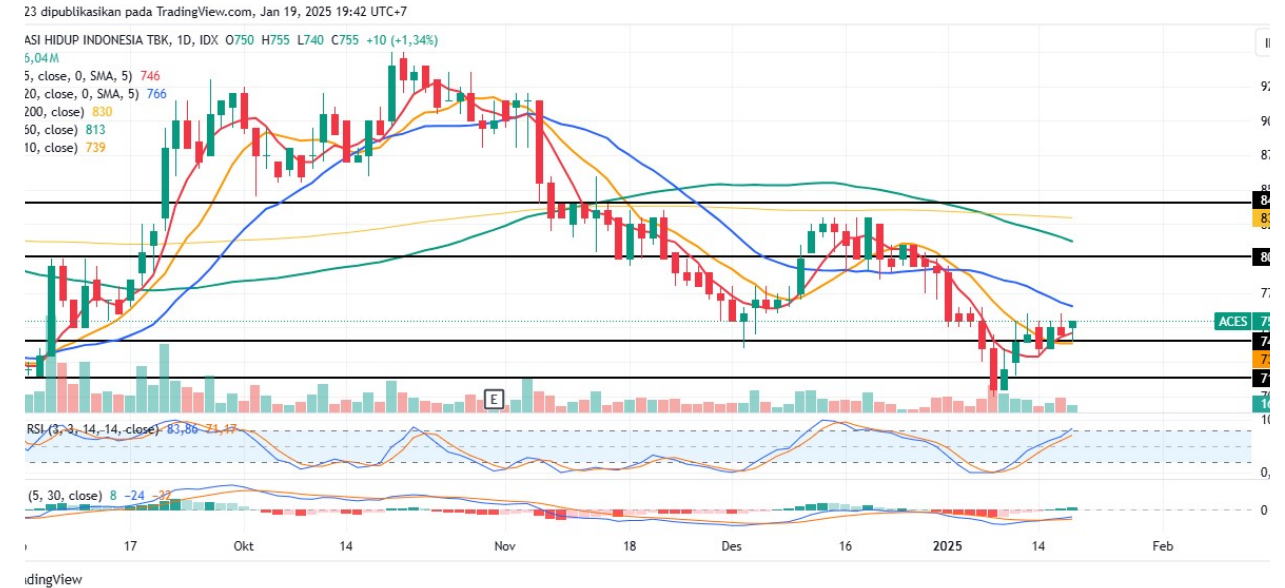 23 dipublikasikan pada TradingView.com, Jan 19, 2025 19:42 UTC+7
ASI HIDUP INDONESIA TBK, 1D, IDX O750 H755 L740 C755 +10 (+1,34%)
6,04M
5, close, 0, SMA, 5) 746
20, close, 0, SMA, 5) 766
200, close) 830
60, close) 813
10, close) 739
ACES
E
RSI (3, 3, 14, 14, close) 83,86 71,17
(5, 30, close) 8 −24 −32
0
17 Okt 14 Nov 18 Des 16 2025 14 Feb
adingView